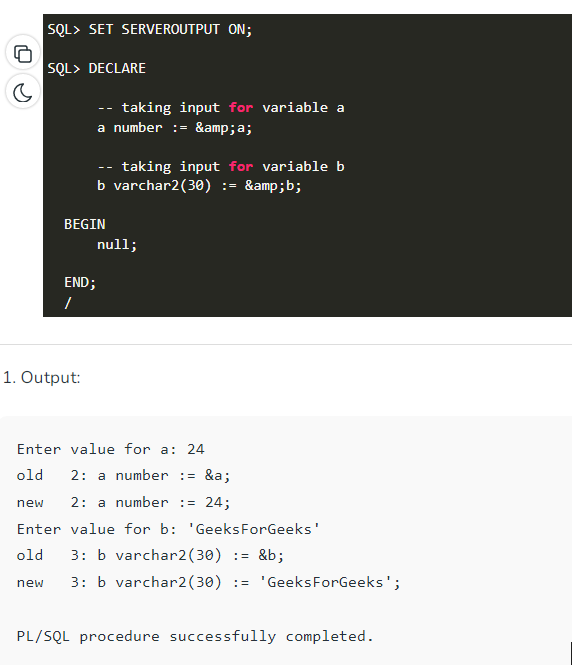 SQL> SET SERVEROUTPUT ON;
SQL> DECLARE
-- taking input for variable a
a number := &amp;a;
-- taking input for variable b
b varchar2(30) := &amp;b;
BEGIN
null;
END;
/
1. Output:
Enter value for a: 24
old   2: a number := &a;
new   2: a number := 24;
Enter value for b: 'GeeksForGeeks'
old   3: b varchar2(30) := &b;
new   3: b varchar2(30) := 'GeeksForGeeks';
PL/SQL procedure successfully completed.